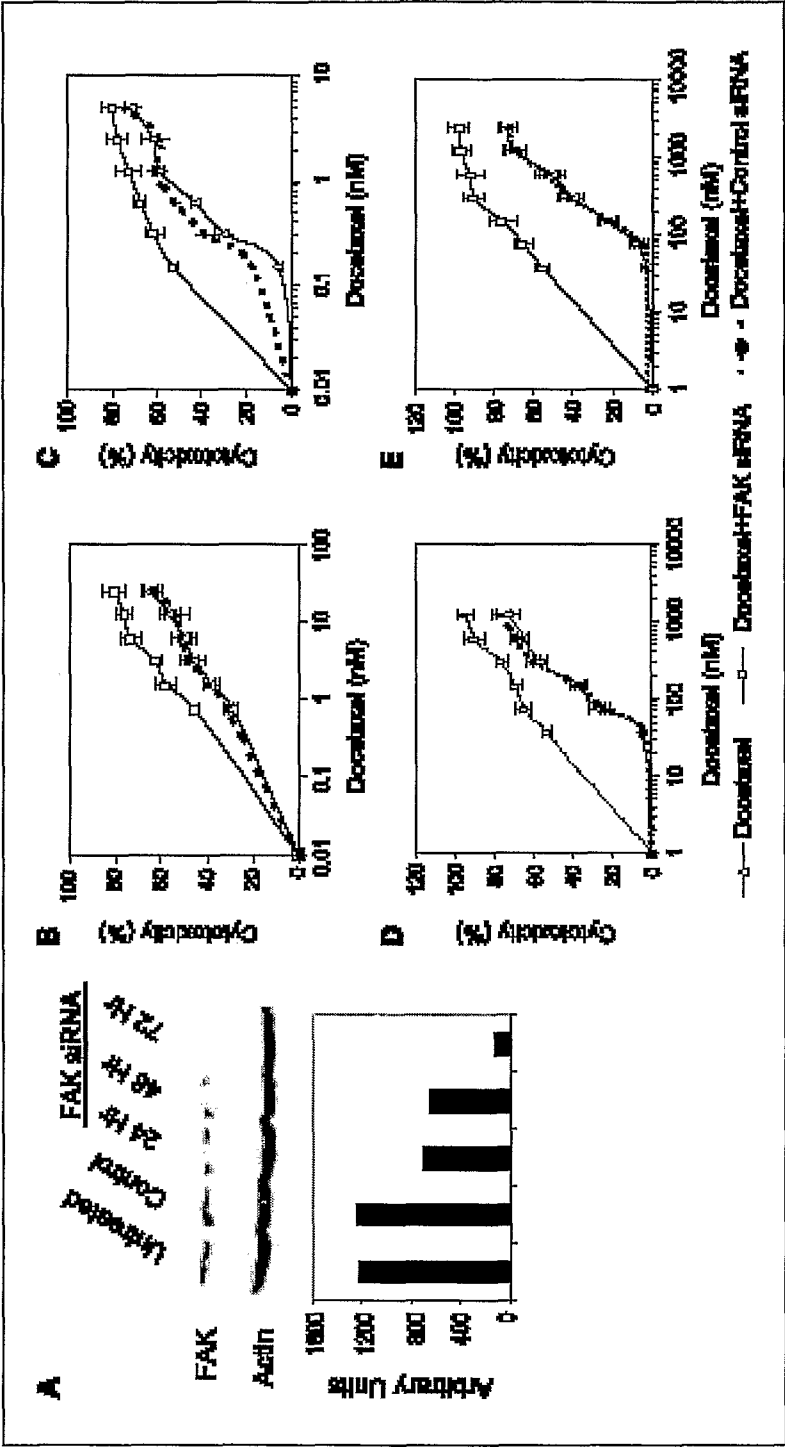 A
Untreated
Control
FAK siRNA
24 Hr
48 Hr
72 Hr
FAK
Actin
Arbitrary Units
1600
1200
800
400
0
B
Cytotoxicity (%)
100
80
60
40
20
0
0.01
0.1
1
10
100
Docetaxel (nM)
C
Cytotoxicity (%)
100
80
60
40
20
0
0.01
0.1
1
10
Docetaxel (nM)
D
Cytotoxicity (%)
120
100
80
60
40
20
0
1
10
100
1000
10000
Docetaxel (nM)
E
Cytotoxicity (%)
120
100
80
60
40
20
0
1
10
100
1000
10000
Docetaxel (nM)
Docetaxel
Docetaxel+FAK siRNA
Docetaxel+Control siRNA